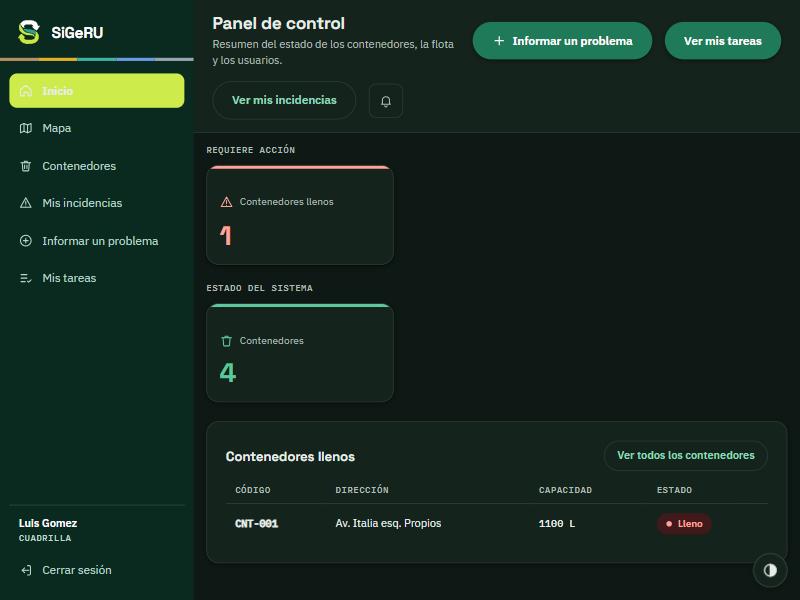 SiGeRU
Inicio
Mapa
Contenedores
Mis incidencias
Informar un problema
Mis tareas
Luis Gomez
CUADRILLA
Cerrar sesión
Panel de control
Resumen del estado de los contenedores, la flota
y los usuarios.
Informar un problema
Ver mis tareas
Ver mis incidencias
REQUIERE ACCIÓN
Contenedores llenos
1
ESTADO DEL SISTEMA
Contenedores
4
Contenedores llenos
Ver todos los contenedores
CÓDIGO DIRECCIÓN CAPACIDAD ESTADO
CNT-001 Av. Italia esq. Propios 1100 L Lleno